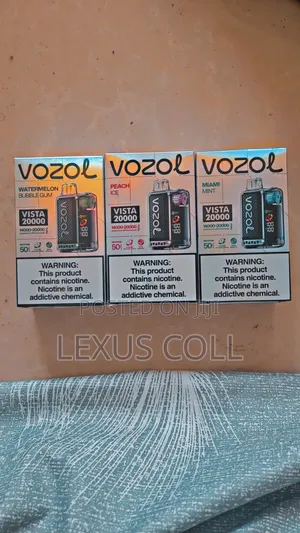 VOZOL
WATERMELON
BUBBLE GUM
VISTA
20000
WARNING:
This product
contains nicotine.
Nicotine is an
addictive chemical.
VOZOL
PEACH
ICE
VISTA
20000
WARNING:
This product
contains nicotine.
Nicotine is an
addictive chemical.
VOZOL
MIAMI
MINT
VISTA
20000
WARNING:
This product
contains nicotine.
Nicotine is an
addictive chemical.
POSTED ON JIJI
LEXUS COLL